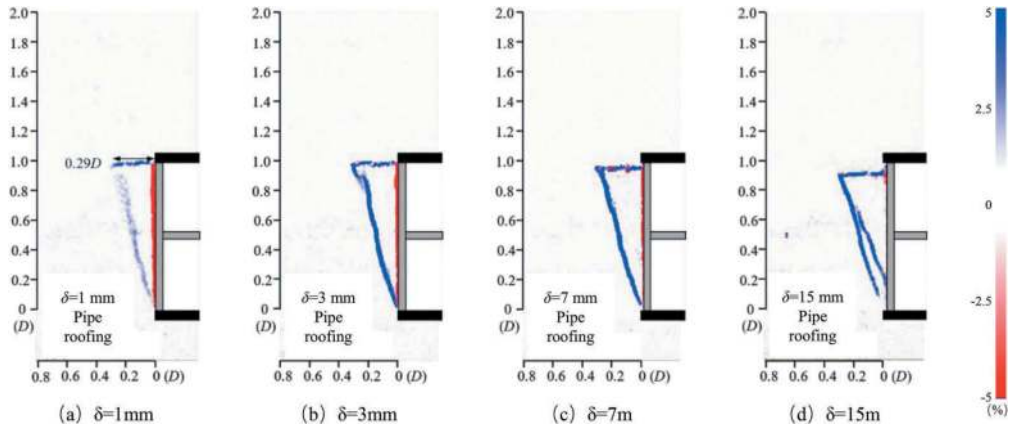 2.0 2.0 2.0 2.0 5
1.8 1.8 1.8 1.8
1.6 1.6 1.6 1.6
1.4 1.4 1.4 1.4 2.5
1.2 1.2 1.2 1.2
1.0 0.29D 1.0 1.0 1.0
0.8 0.8 0.8 0.8 0
0.6 0.6 0.6 0.6
0.4 0.4 0.4 0.4
0.2 0.2 0.2 0.2 -2.5
0 0 0 0
(D) (D) (D) (D)
δ=1 mm δ=3 mm δ=7 mm δ=15 mm
Pipe Pipe Pipe Pipe
roofing roofing roofing roofing
0.8 0.6 0.4 0.2 0 (D) 0.8 0.6 0.4 0.2 0 (D) 0.8 0.6 0.4 0.2 0 (D) 0.8 0.6 0.4 0.2 0 (D) -5
(%)
(a) δ=1mm (b) δ=3mm (c) δ=7m (d) δ=15m